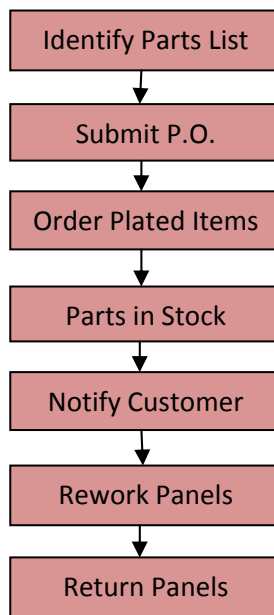 Identify Parts List
Submit P.O.
Order Plated Items
Parts in Stock
Notify Customer
Rework Panels
Return Panels